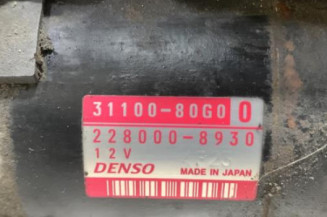 31100-80G0 0
228000-8930
12V
DENSO MADE IN JAPAN